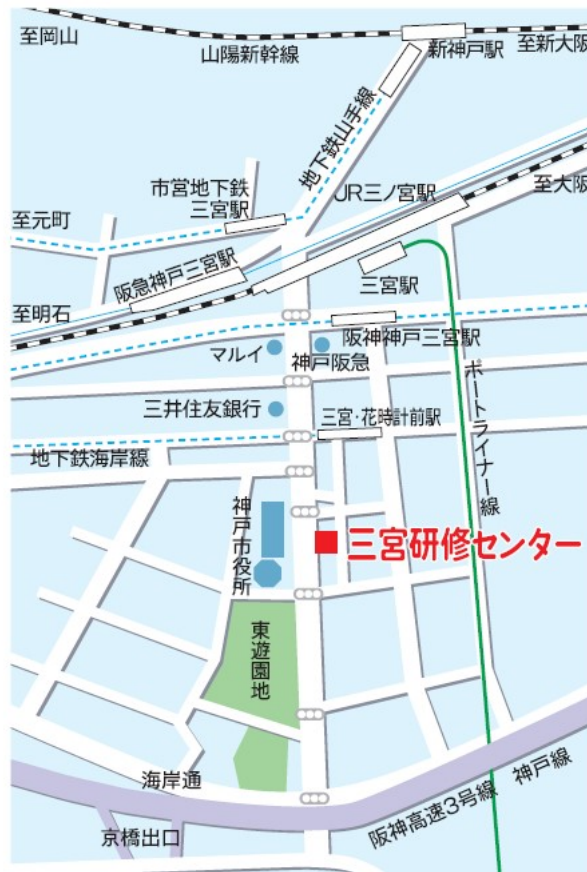 至岡山
山陽新幹線
新神戸駅
至新大阪
地下鉄山手線
市営地下鉄
三宮駅
JR三ノ宮駅
至大阪
至元町
阪急神戸三宮駅
三宮駅
至明石
マルイ
神戸阪急
阪神神戸三宮駅
ポートライナー線
三井住友銀行
三宮・花時計前駅
地下鉄海岸線
神戸市役所
三宮研修センター
東遊園地
海岸通
阪神高速3号線 神戸線
京橋出口